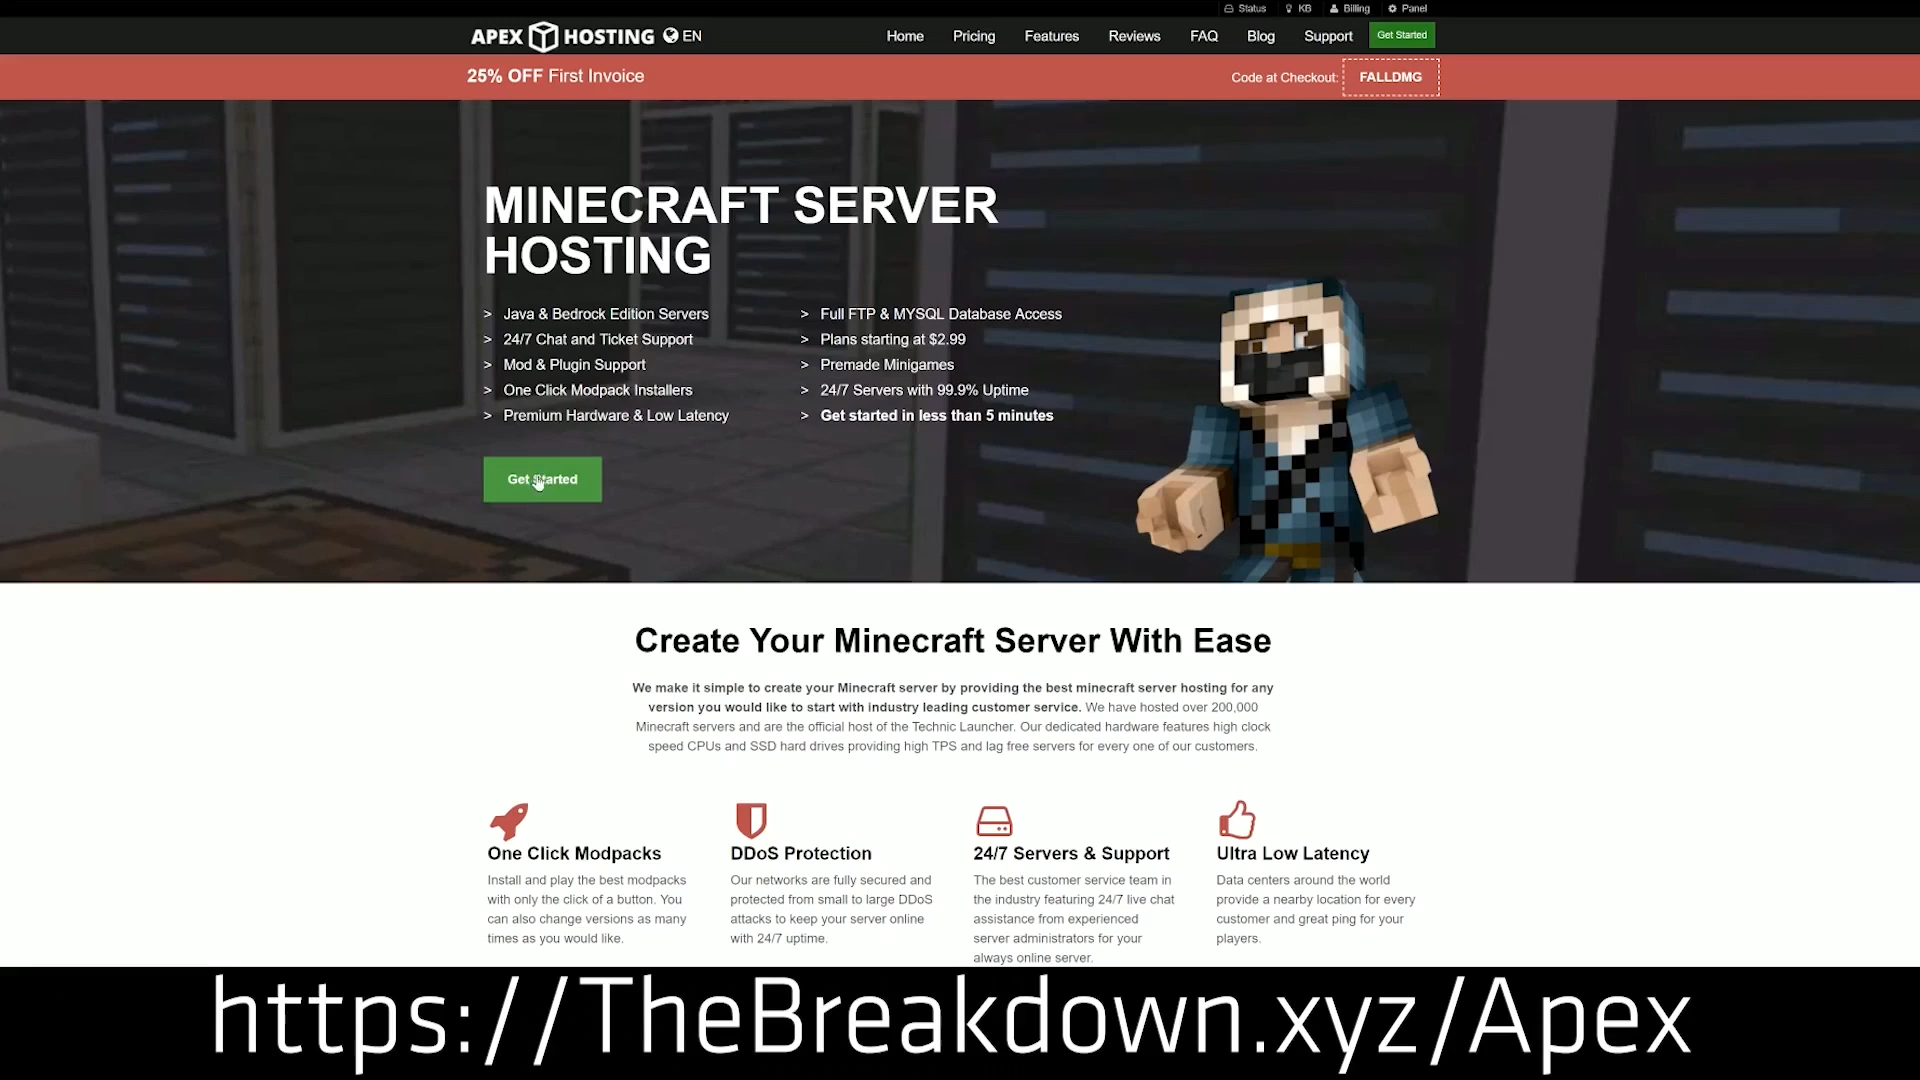 Status KB Billing Panel
APEX HOSTING EN Home Pricing Features Reviews FAQ Blog Support Get Started
25% OFF First Invoice Code at Checkout: FALLDMG
MINECRAFT SERVER
HOSTING
> Java & Bedrock Edition Servers
> 24/7 Chat and Ticket Support
> Mod & Plugin Support
> One Click Modpack Installers
> Premium Hardware & Low Latency
> Full FTP & MYSQL Database Access
> Plans starting at $2.99
> Premade Minigames
> 24/7 Servers with 99.9% Uptime
> Get started in less than 5 minutes
Get Started
Create Your Minecraft Server With Ease
We make it simple to create your Minecraft server by providing the best minecraft server hosting for any
version you would like to start with industry leading customer service. We have hosted over 200,000
Minecraft servers and are the official host of the Technic Launcher. Our dedicated hardware features high clock
speed CPUs and SSD hard drives providing high TPS and lag free servers for every one of our customers.
One Click Modpacks
Install and play the best modpacks
with only the click of a button. You
can also change versions as many
times as you would like.
DDoS Protection
Our networks are fully secured and
protected from small to large DDoS
attacks to keep your server online
with 24/7 uptime.
24/7 Servers & Support
The best customer service team in
the industry featuring 24/7 live chat
assistance from experienced
server administrators for your
always online server.
Ultra Low Latency
Data centers around the world
provide a nearby location for every
customer and great ping for your
players.
https://TheBreakdown.xyz/Apex